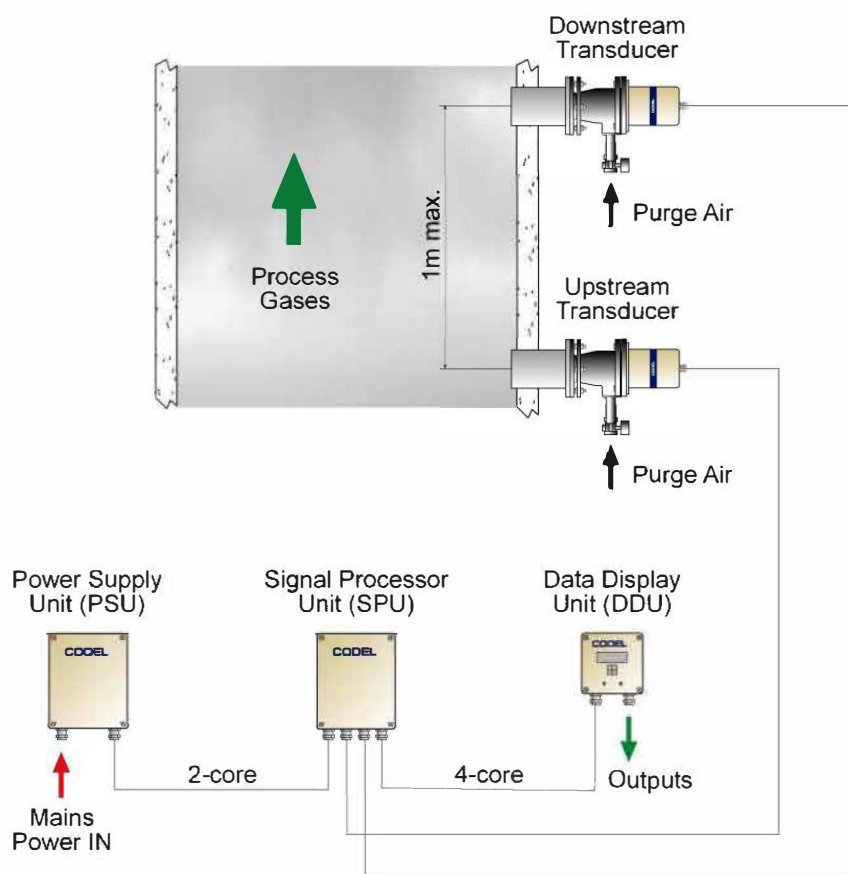 Downstream
Transducer
Purge Air
1m max.
Process
Gases
Upstream
Transducer
Purge Air
Power Supply
Unit (PSU)
Signal Processor
Unit (SPU)
Data Display
Unit (DDU)
CODEL
CODEL
CODEL
2-core
4-core
Outputs
Mains
Power IN